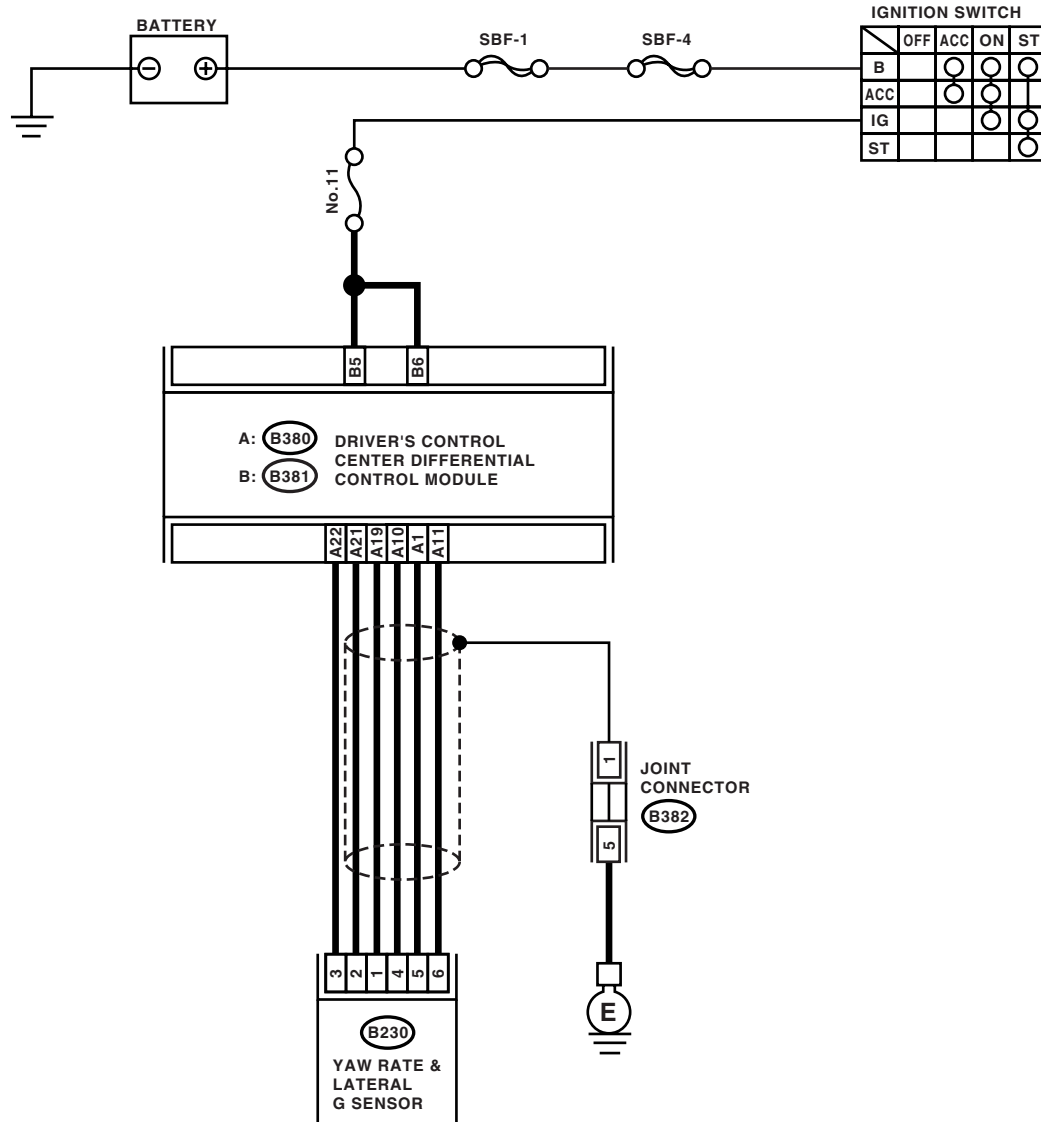 BATTERY
SBF-1
SBF-4
IGNITION SWITCH
OFF ACC ON ST
B
ACC
IG
ST
No.11
B5 B6
A: B380
B: B381
DRIVER'S CONTROL
CENTER DIFFERENTIAL
CONTROL MODULE
A22 A21 A19 A10 A1 A11
1
JOINT
CONNECTOR
B382
5
3 2 1 4 5 6
E
B230
YAW RATE &
LATERAL
G SENSOR